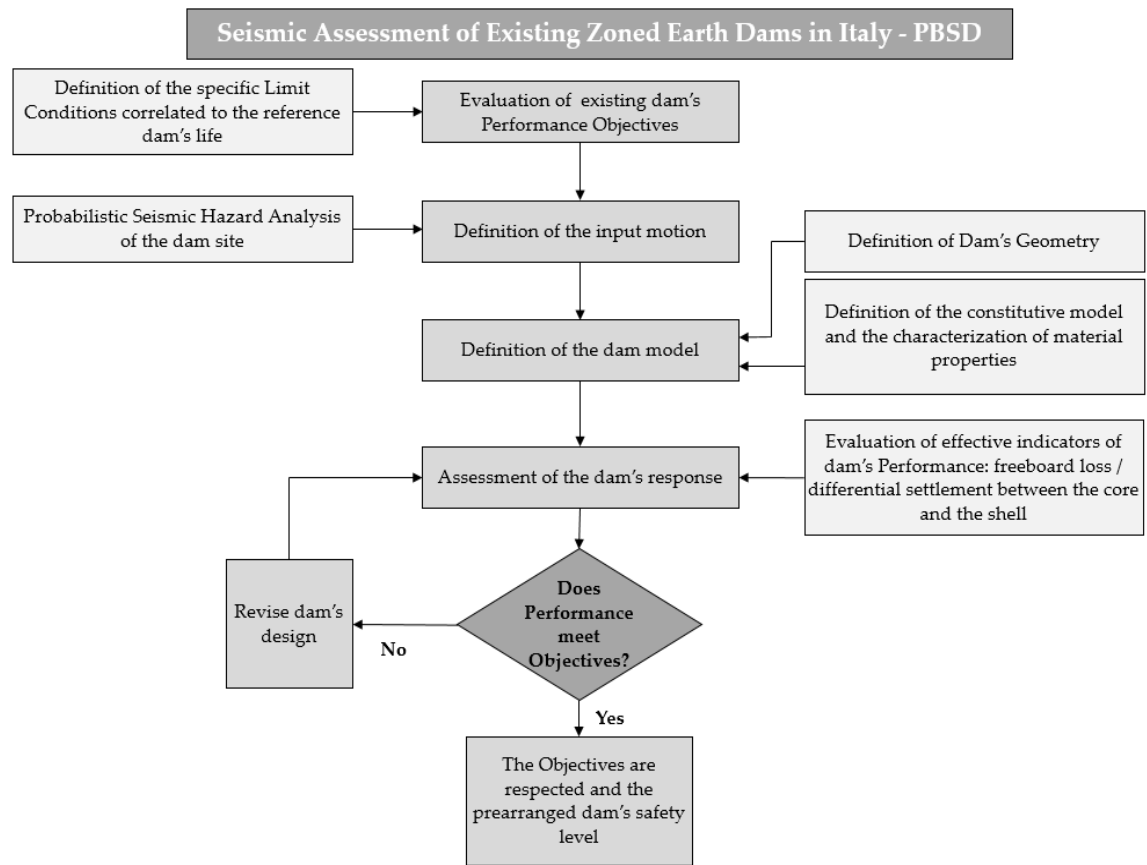 Seismic Assessment of Existing Zoned Earth Dams in Italy - PBSD
Definition of the specific Limit
Conditions correlated to the reference
dam's life
Evaluation of existing dam's
Performance Objectives
Probabilistic Seismic Hazard Analysis
of the dam site
Definition of the input motion
Definition of Dam's Geometry
Definition of the constitutive model
and the characterization of material
properties
Definition of the dam model
Evaluation of effective indicators of
dam's Performance: freeboard loss /
differential settlement between the core
and the shell
Assessment of the dam's response
Revise dam's
design
No
Does
Performance
meet
Objectives?
Yes
The Objectives are
respected and the
prearranged dam's safety
level